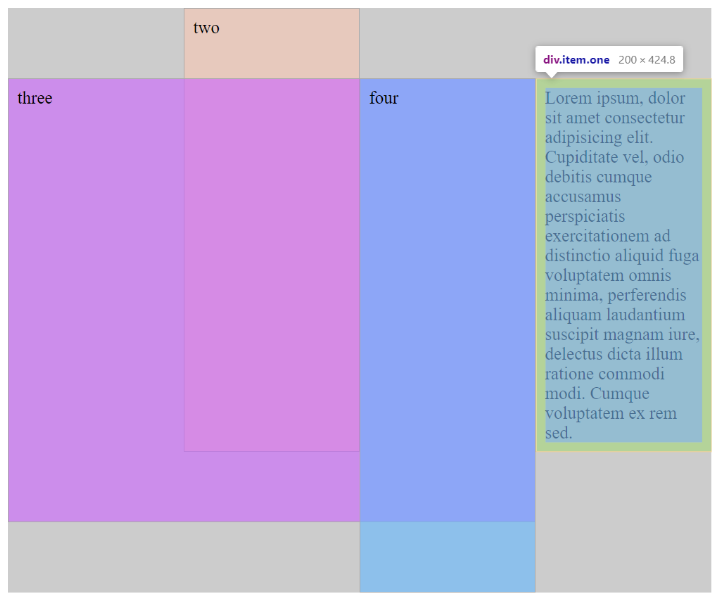 two
div.item.one 200 × 424.8
three
four
Lorem ipsum, dolor
sit amet consectetur
adipisicing elit.
Cupiditate vel, odio
debitis cumque
accusamus
perspiciatis
exercitationem ad
distinctio aliquid fuga
voluptatem omnis
minima, perferendis
aliquam laudantium
suscipit magnam iure,
delectus dicta illum
ratione commodi
modi. Cumque
voluptatem ex rem
sed.